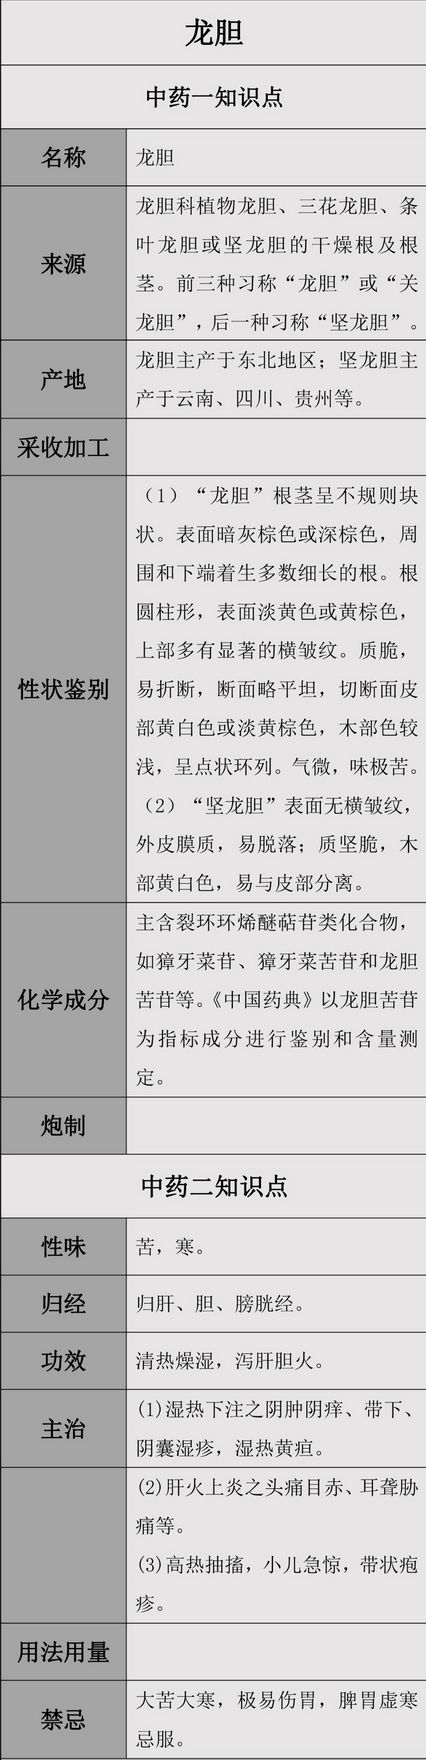 龙胆
中药一知识点
名称
龙胆
来源
龙胆科植物龙胆、三花龙胆、条
叶龙胆或坚龙胆的干燥根及根
茎。前三种习称“龙胆”或“关
龙胆”，后一种习称“坚龙胆”。
产地
龙胆主产于东北地区；坚龙胆主
产于云南、四川、贵州等。
采收加工
性状鉴别
（1）“龙胆”根茎呈不规则块
状。表面暗灰棕色或深棕色，周
围和下端着生多数细长的根。根
圆柱形，表面淡黄色或黄棕色，
上部多有显著的横皱纹。质脆，
易折断，断面略平坦，切断面皮
部黄白色或淡黄棕色，木部色较
浅，呈点状环列。气微，味极苦。
（2）“坚龙胆”表面无横皱纹，
外皮膜质，易脱落；质坚脆，木
部黄白色，易与皮部分离。
化学成分
主含裂环环烯醚萜苷类化合物，
如獐牙菜苷、獐牙菜苦苷和龙胆
苦苷等。《中国药典》以龙胆苦苷
为指标成分进行鉴别和含量测
定。
炮制
中药二知识点
性味
苦，寒。
归经
归肝、胆、膀胱经。
功效
清热燥湿，泻肝胆火。
主治
(1)湿热下注之阴肿阴痒、带下、
阴囊湿疹，湿热黄疸。
(2)肝火上炎之头痛目赤、耳聋胁
痛等。
(3)高热抽搐，小儿急惊，带状疱
疹。
用法用量
禁忌
大苦大寒，极易伤胃，脾胃虚寒
忌服。